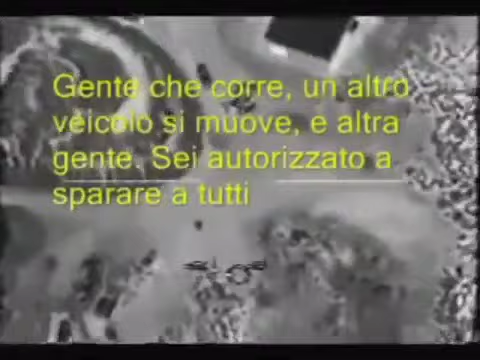 Gente che corre, un altro
veicolo si muove, e altra
gente. Sei autorizzato a
sparare a tutti